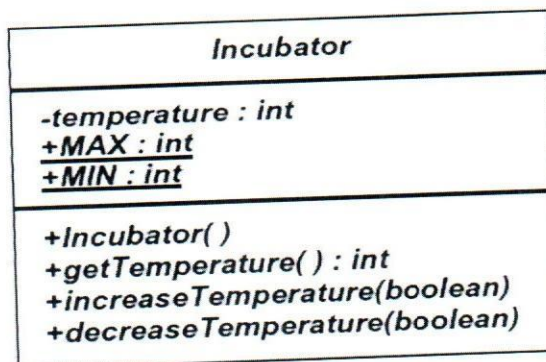 Incubator
-temperature : int
+MAX : int
+MIN : int
+Incubator( )
+getTemperature( ) : int
+increaseTemperature(boolean)
+decreaseTemperature(boolean)